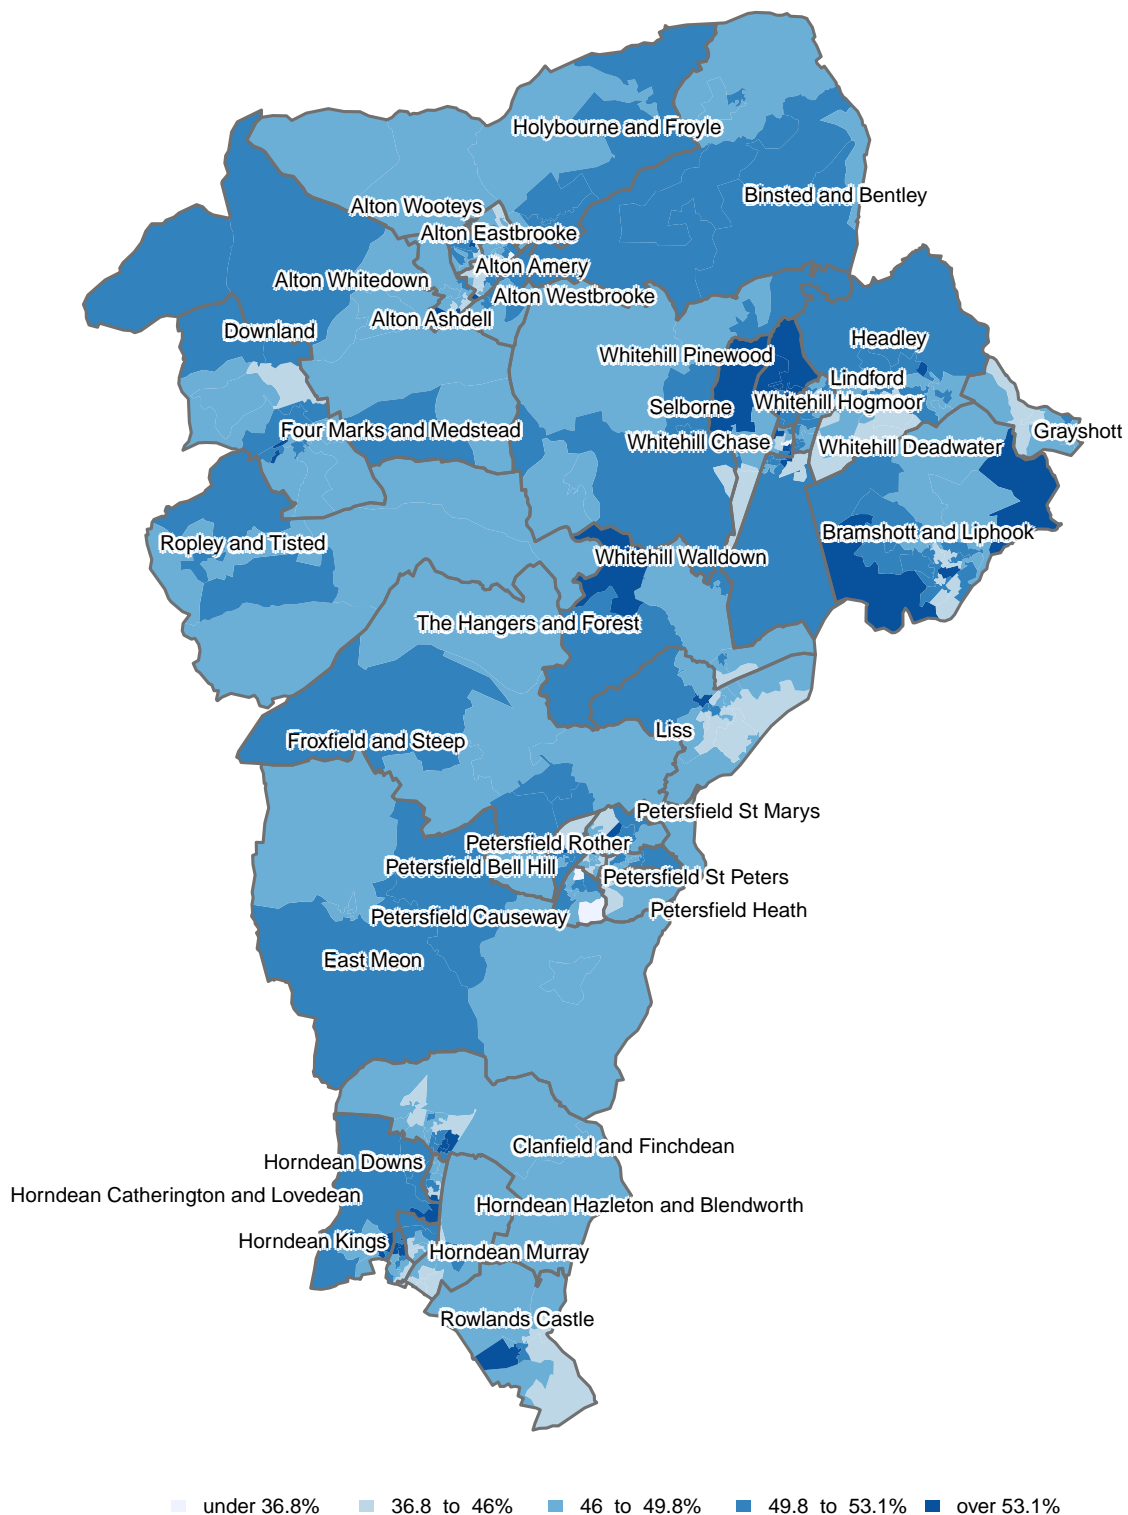 Holybourne and Froyle
Binsted and Bentley
Alton Wooteys
Alton Eastbrooke
Alton Amery
Alton Whitedown
Alton Westbrooke
Alton Ashdell
Downland
Headley
Whitehill Pinewood
Lindford
Whitehill Hogmoor
Selborne
Four Marks and Medstead
Grayshott
Whitehill Chase
Whitehill Deadwater
Bramshott and Liphook
Ropley and Tisted
Whitehill Walldown
The Hangers and Forest
Liss
Froxfield and Steep
Petersfield St Marys
Petersfield Rother
Petersfield Bell Hill
Petersfield St Peters
Petersfield Heath
Petersfield Causeway
East Meon
Clanfield and Finchdean
Horndean Downs
Horndean Catherington and Lovedean
Horndean Hazleton and Blendworth
Horndean Kings
Horndean Murray
Rowlands Castle
under 36.8% 36.8 to 46% 46 to 49.8% 49.8 to 53.1% over 53.1%